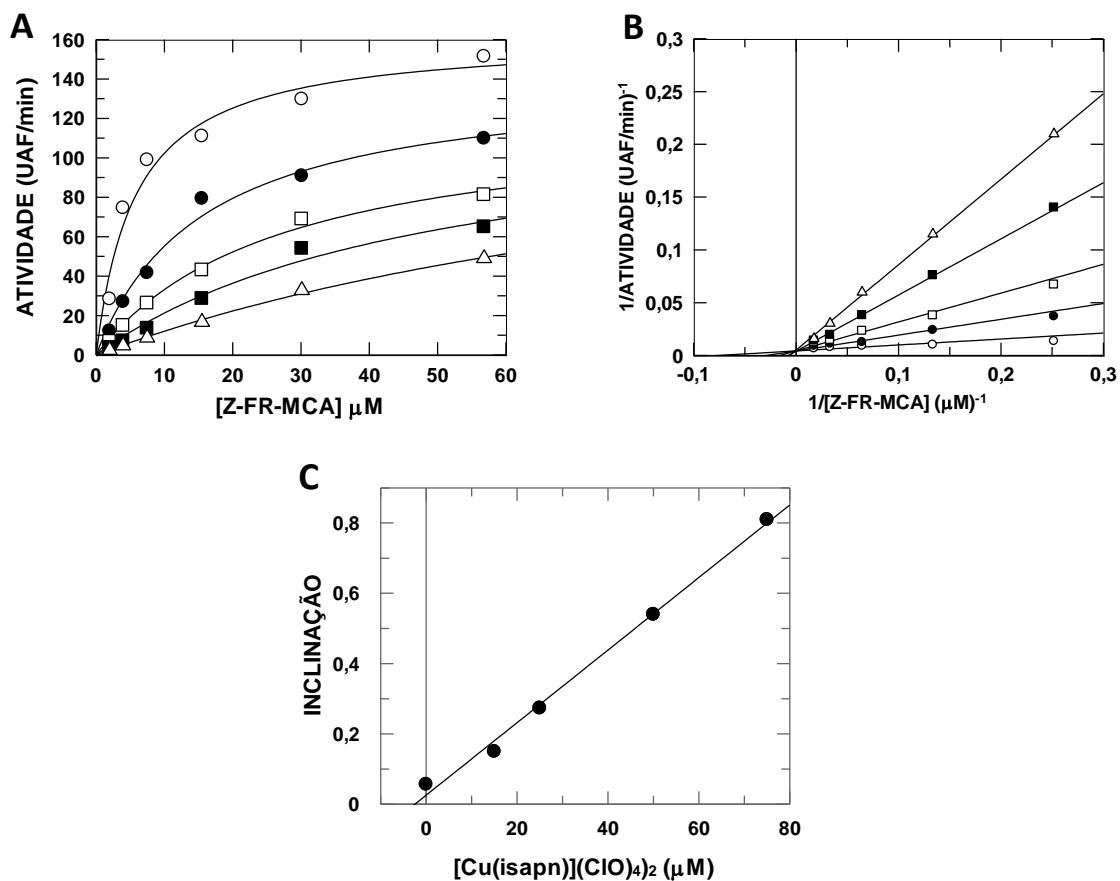 A
ATIVIDADE (UAF/min)
160
140
120
100
80
60
40
20
0
0 10 20 30 40 50 60
[Z-FR-MCA] µM
B
1/ATIVIDADE (UAF/min)-1
0,3
0,25
0,2
0,15
0,1
0,05
0
-0,1 0 0,1 0,2 0,3
1/[Z-FR-MCA] (µM)-1
C
INCLINAÇÃO
0,8
0,6
0,4
0,2
0
0 20 40 60 80
[Cu(isapn)](ClO)4)2 (µM)